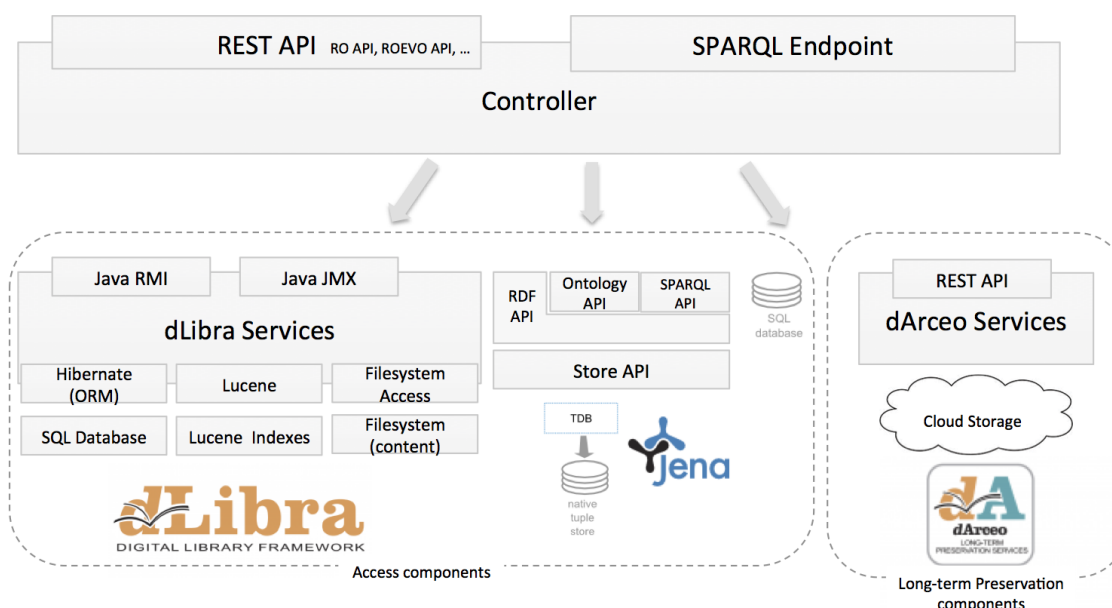 REST API RO API, ROEVO API, ...
SPARQL Endpoint
Controller
Java RMI
Java JMX
dLibra Services
Hibernate
(ORM)
Lucene
Filesystem
Access
SQL Database
Lucene Indexes
Filesystem
(content)
dLibra
DIGITAL LIBRARY FRAMEWORK
RDF
API
Ontology
API
SPARQL
API
Store API
TDB
native
tuple
store
Jena
SQL
database
Access components
REST API
dArceo Services
Cloud Storage
dA
dArceo
LONG-TERM
PRESERVATION SERVICES
Long-term Preservation
components